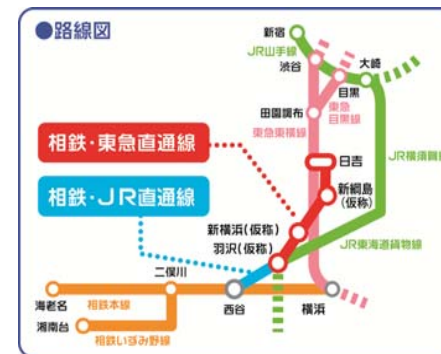 ●路線図
新宿
JR山手線
渋谷
大崎
目黒
東急
目黒線
田園調布
東急東横線
相鉄・東急直通線
日吉
JR横須賀線
新綱島
(仮称)
相鉄・JR直通線
新横浜(仮称)
羽沢(仮称)
JR東海道貨物線
二俣川
海老名
相鉄本線
西谷
横浜
湘南台
相鉄いずみ野線